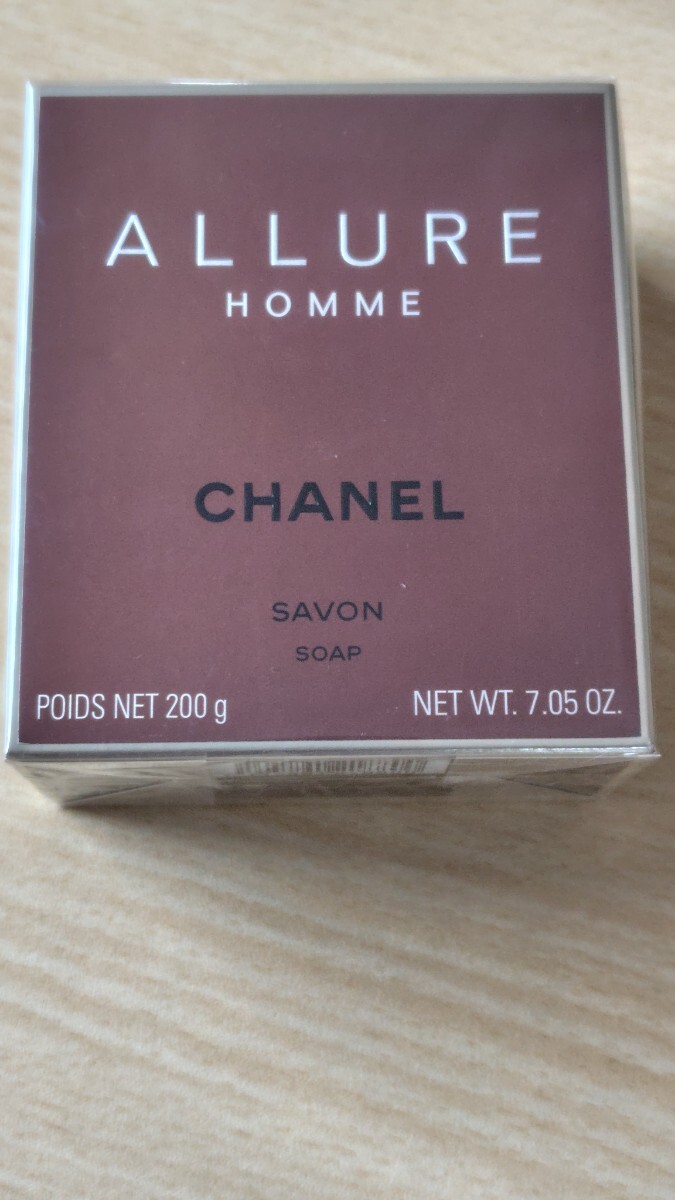 ALLURE
HOMME
CHANEL
SAVON
SOAP
POIDS NET 200 g
NET WT. 7.05 OZ.